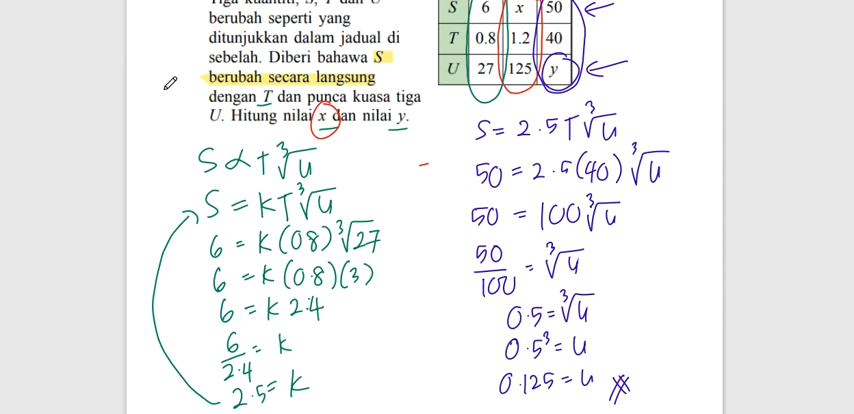 berubah seperti yang
ditunjukkan dalam jadual di
sebelah. Diberi bahawa S
berubah secara langsung
dengan T dan punca kuasa tiga
U. Hitung nilai x dan nilai y.
S 6 x 50
T 0.8 1.2 40
U 27 125 y
S ∝ T ∛u
S = kT∛u
6 = k(0.8)∛27
6 = k(0.8)(3)
6 = k 2.4
6/2.4 = k
2.5 = k
S = 2.5T∛u
50 = 2.5(40)∛u
50 = 100∛u
50/100 = ∛u
0.5 = ∛u
0.5³ = u
0.125 = u